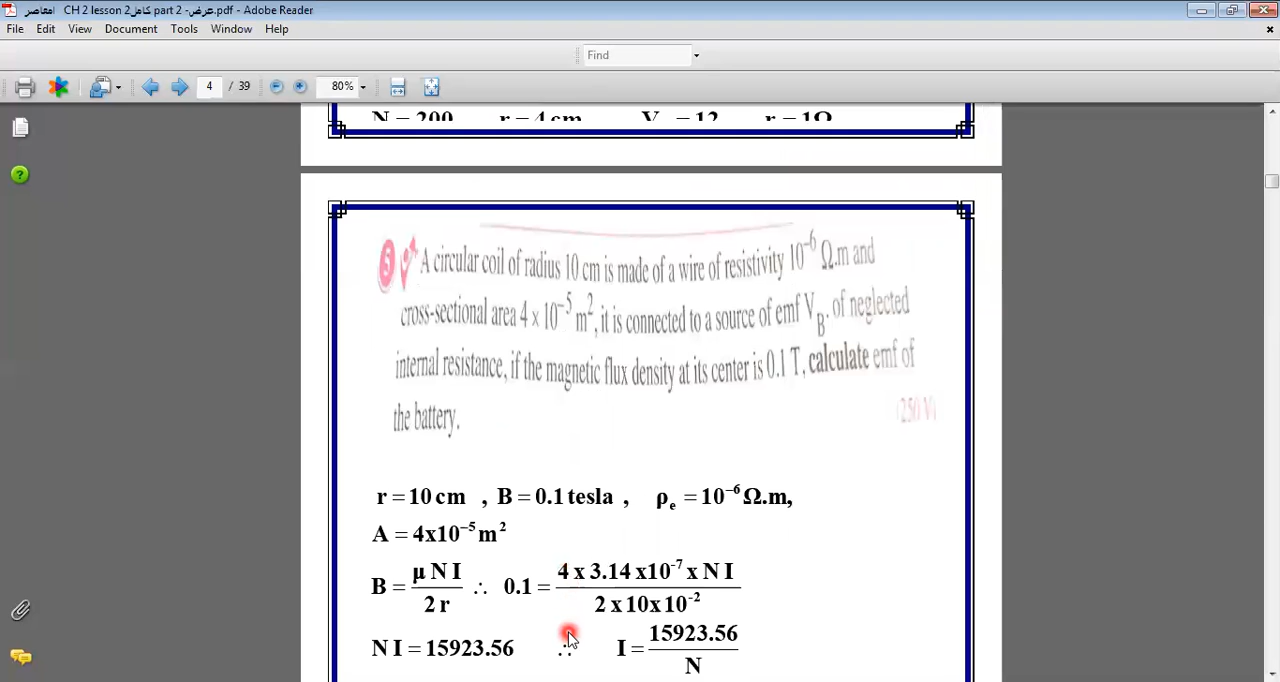 معاصر CH 2 lesson 2كامل part 2 -عرض.pdf - Adobe Reader
File Edit View Document Tools Window Help
Find
4 / 39 80%
N = 200 r = 4 cm V = 12 r = 1Ω
5 A circular coil of radius 10 cm is made of a wire of resistivity 10⁻⁶ Ω.m and
cross-sectional area 4 x 10⁻⁵ m², it is connected to a source of emf V_B. of neglected
internal resistance, if the magnetic flux density at its center is 0.1 T, calculate emf of
the battery.
(250 V)
r = 10 cm , B = 0.1 tesla , ρₑ = 10⁻⁶ Ω.m,
A = 4x10⁻⁵ m²
B = μ N I / 2 r ∴ 0.1 = 4 x 3.14 x10⁻⁷ x N I / 2 x 10x 10⁻²
N I = 15923.56 ∴ I = 15923.56 / N